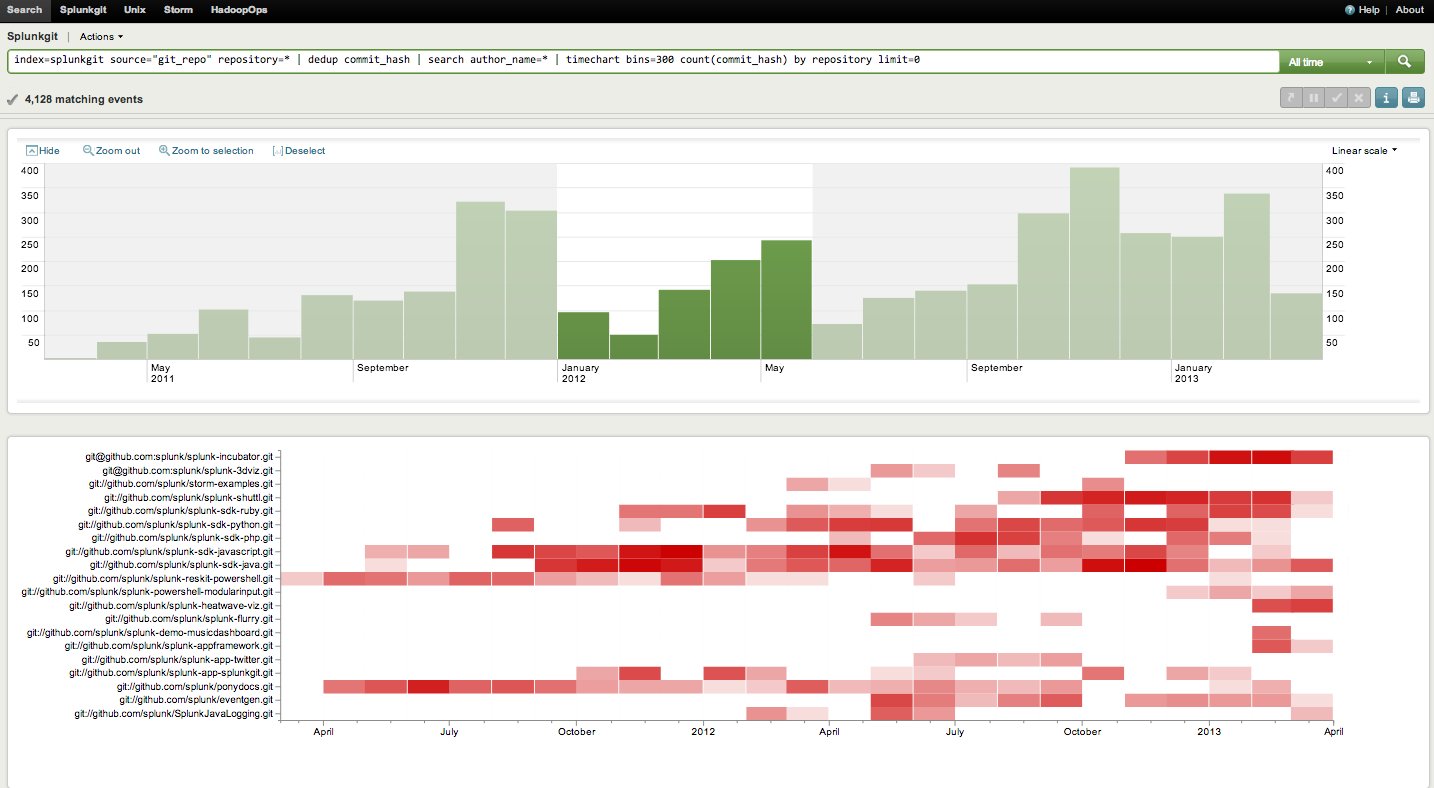 Search Splunkgit Unix Storm HadoopOps Help | About
Splunkgit | Actions
index=splunkgit source="git_repo" repository=* | dedup commit_hash | search author_name=* | timechart bins=300 count(commit_hash) by repository limit=0 All time
4,128 matching events
Hide Zoom out Zoom to selection Deselect Linear scale
400 400
350 350
300 300
250 250
200 200
150 150
100 100
50 50
May September January May September January
2011 2012 2013
git@github.com:splunk/splunk-incubator.git
git@github.com:splunk/splunk-3dviz.git
git://github.com/splunk/storm-examples.git
git://github.com/splunk/splunk-shuttl.git
git://github.com/splunk/splunk-sdk-ruby.git
git://github.com/splunk/splunk-sdk-python.git
git://github.com/splunk/splunk-sdk-php.git
git://github.com/splunk/splunk-sdk-javascript.git
git://github.com/splunk/splunk-sdk-java.git
git://github.com/splunk/splunk-reskit-powershell.git
git://github.com/splunk/splunk-powershell-modularinput.git
git://github.com/splunk/splunk-heatwave-viz.git
git://github.com/splunk/splunk-flurry.git
git://github.com/splunk/splunk-demo-musicdashboard.git
git://github.com/splunk/splunk-appframework.git
git://github.com/splunk/splunk-app-twitter.git
git://github.com/splunk/splunk-app-splunkgit.git
git://github.com/splunk/ponydocs.git
git://github.com/splunk/eventgen.git
git://github.com/splunk/SplunkJavaLogging.git
April July October 2012 April July October 2013 April